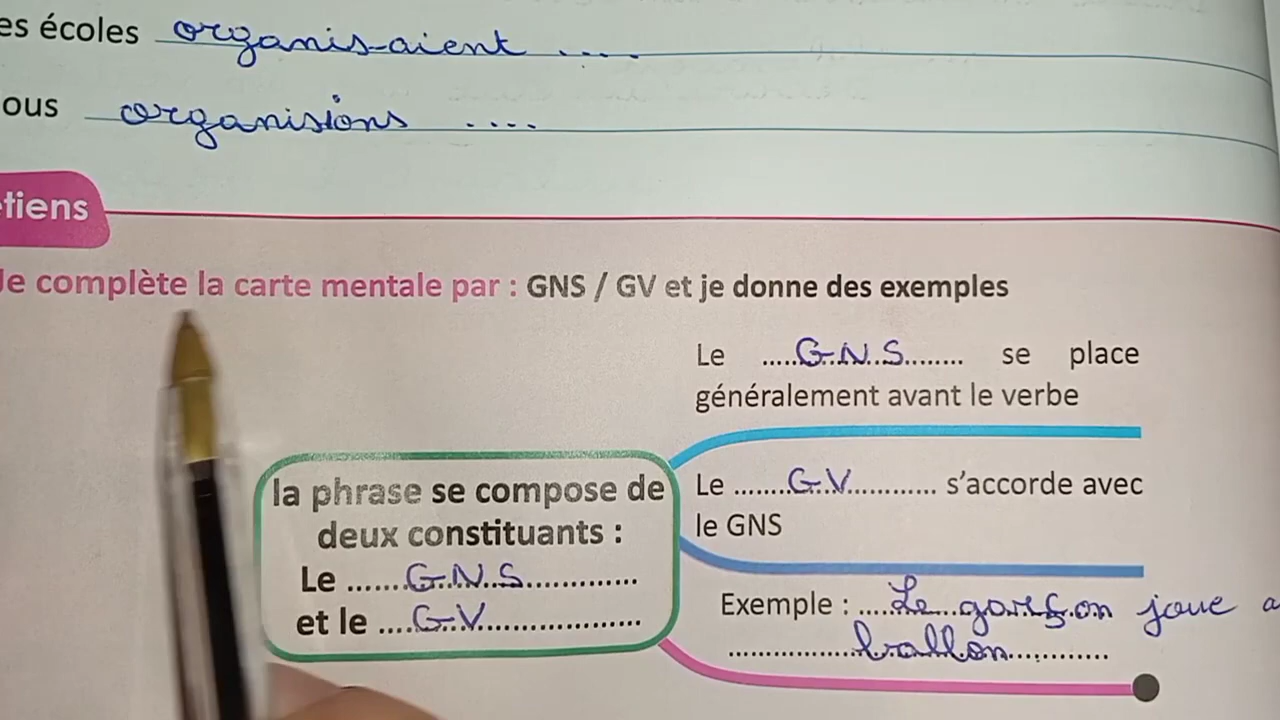 es écoles organis-aient ....
ous organisions ....
tiens
Je complète la carte mentale par : GNS / GV et je donne des exemples
Le .....G.N.S........ se place
généralement avant le verbe
la phrase se compose de
deux constituants :
Le ......G.N.S.............
et le ....G.V....................
Le ........G.V............ s'accorde avec
le GNS
Exemple : ....Le garçon joue a
...............ballon............